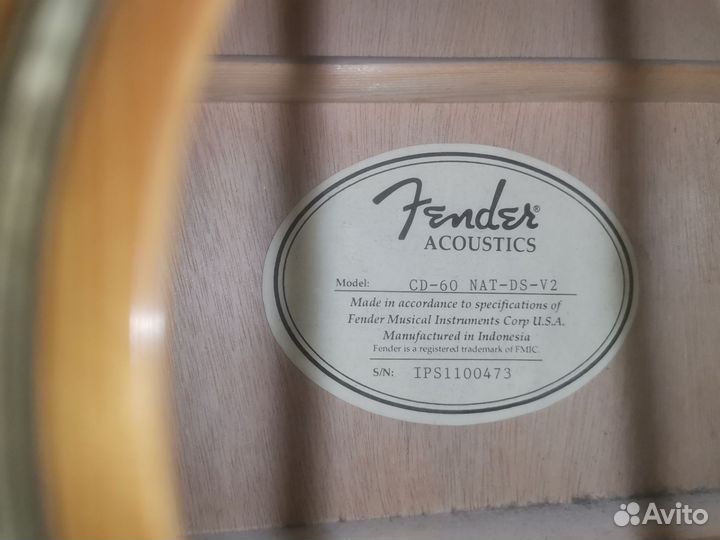 Fender®
ACOUSTICS
Model: CD-60 NAT-DS-V2
Made in accordance to specifications of
Fender Musical Instruments Corp U.S.A.
Manufactured in Indonesia
Fender is a registered trademark of FMIC.
S/N: IPS1100473
Avito